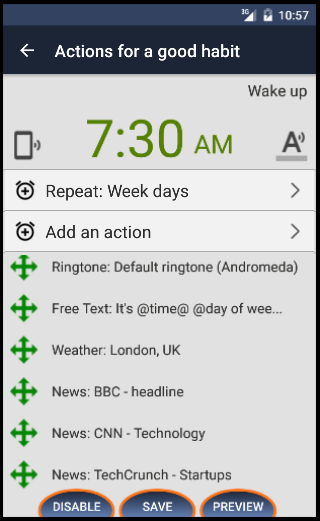 3G 10:57
Actions for a good habit
Wake up
7:30 AM
A
Repeat: Week days
Add an action
Ringtone: Default ringtone (Andromeda)
Free Text: It's @time@ @day of wee...
Weather: London, UK
News: BBC - headline
News: CNN - Technology
News: TechCrunch - Startups
DISABLE SAVE PREVIEW